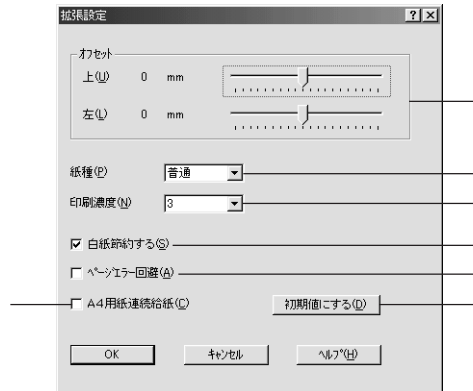 拡張設定
オフセット
上(U) 0 mm
左(L) 0 mm
紙種(P) 普通
印刷濃度(N) 3
白紙節約する(S)
ページエラー回避(A)
A4用紙連続給紙(C) 初期値にする(D)
OK キャンセル ヘルプ(H)